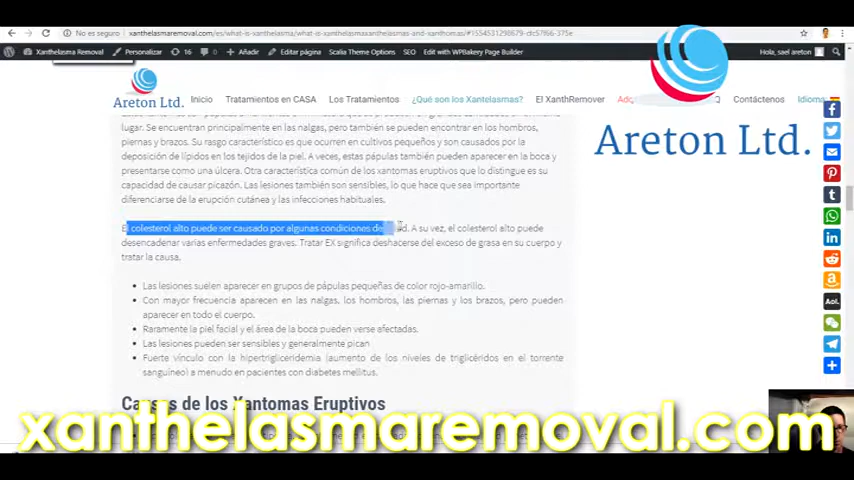 No es seguro | xanthelasmaremoval.com/es/what-is-xanthelasma/what-is-xanthelasmaxanthelasmas-and-xanthomas/#1554531298679-dfc57866-375e
Xanthelasma Removal Personalizar 16 Añadir Editar página Scalia Theme Options SEO Edit with WPBakery Page Builder Hola, sael areton
Areton Ltd. Inicio Tratamientos en CASA Los Tratamientos ¿Qué son los Xantelasmas? El XanthRemover Contáctenos Idioma
Areton Ltd.
lugar. Se encuentran principalmente en las nalgas, pero también se pueden encontrar en los hombros,
piernas y brazos. Su rasgo característico es que ocurren en cultivos pequeños y son causados por la
deposición de lípidos en los tejidos de la piel. A veces, estas pápulas también pueden aparecer en la boca y
presentarse como una úlcera. Otra característica común de los xantomas eruptivos que lo distingue es su
capacidad de causar picazón. Las lesiones también son sensibles, lo que hace que sea importante
diferenciarse de la erupción cutánea y las infecciones habituales.
El colesterol alto puede ser causado por algunas condiciones de A su vez, el colesterol alto puede
desencadenar varias enfermedades graves. Tratar EX significa deshacerse del exceso de grasa en su cuerpo y
tratar la causa.
Las lesiones suelen aparecer en grupos de pápulas pequeñas de color rojo-amarillo.
Con mayor frecuencia aparecen en las nalgas, los hombros, las piernas y los brazos, pero pueden
aparecer en todo el cuerpo.
Raramente la piel facial y el área de la boca pueden verse afectadas.
Las lesiones pueden ser sensibles y generalmente pican
Fuerte vínculo con la hipertrigliceridemia (aumento de los niveles de triglicéridos en el torrente
sanguíneo) a menudo en pacientes con diabetes mellitus.
Causas de los Xantomas Eruptivos
xanthelasmaremoval.com
AOL